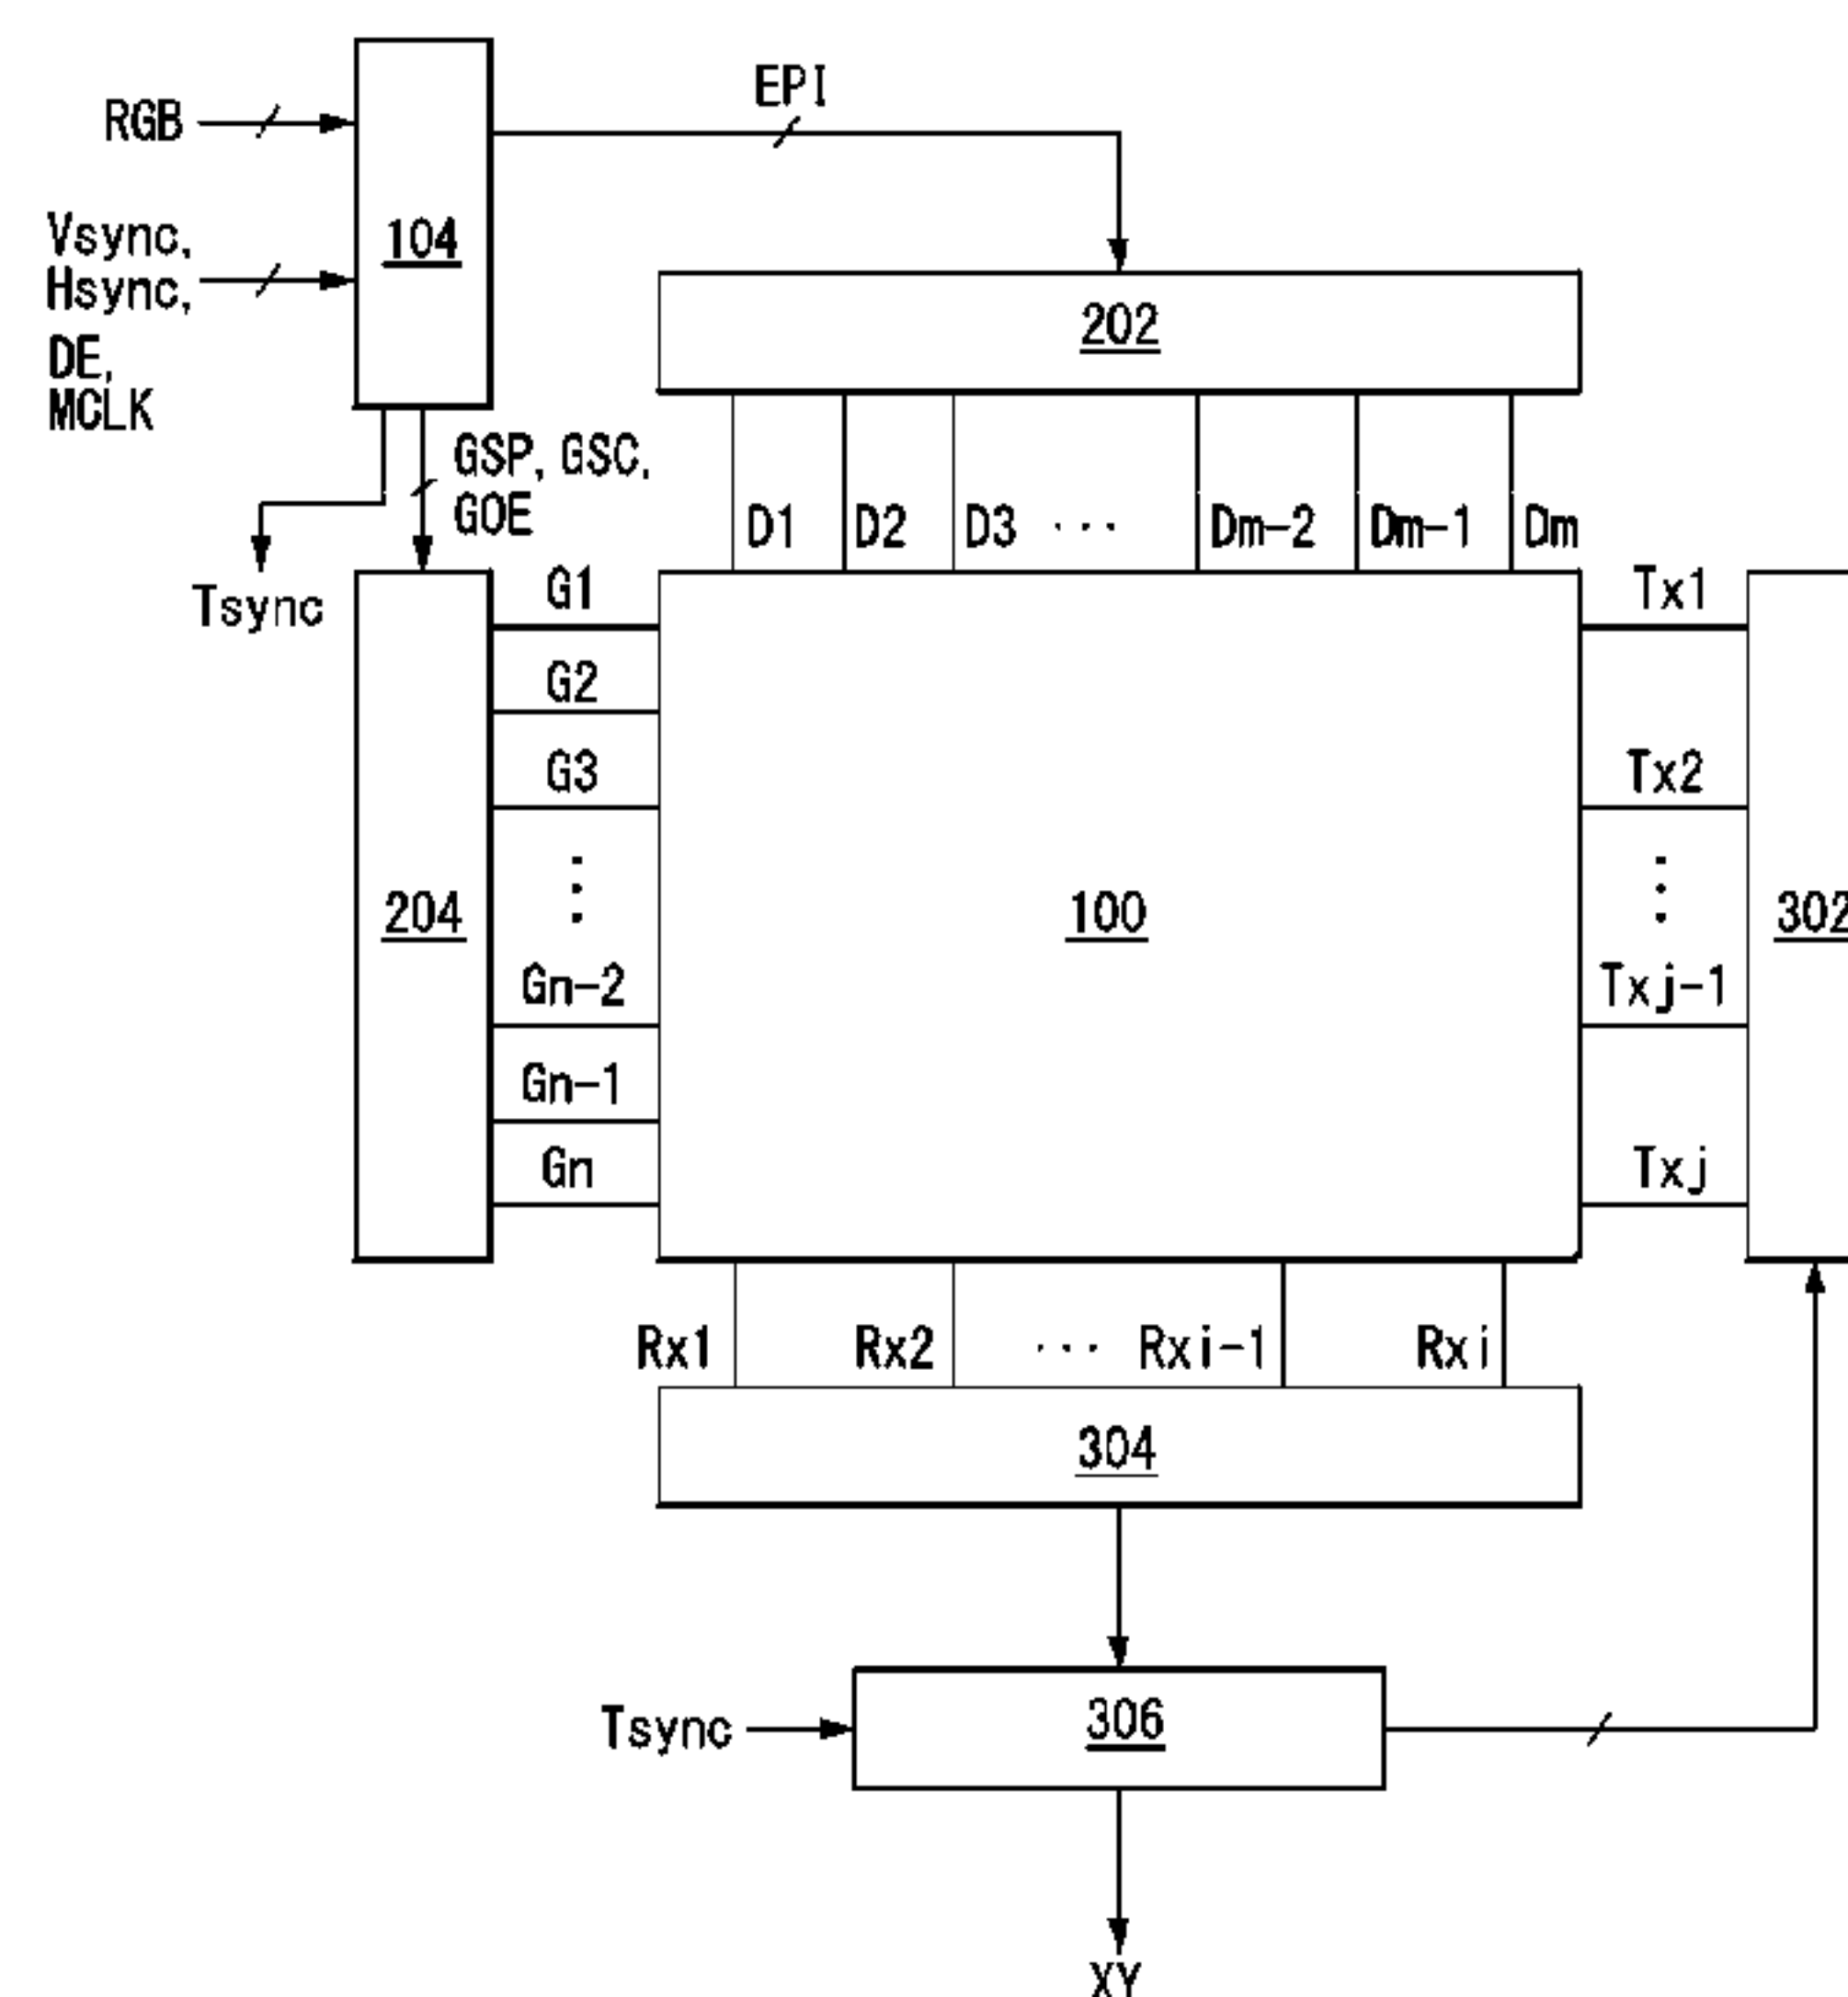 EPI
RGB
104
Vsync,
Hsync,
DE,
MCLK
202
GSP, GSC,
GOE
D1 D2 D3 ... Dm-2 Dm-1 Dm
Tsync
G1
Tx1
G2
G3
Tx2
204
100
302
Gn-2
Txj-1
Gn-1
Gn
Txj
Rx1 Rx2 ... Rxi-1 Rxi
304
Tsync
306
XY